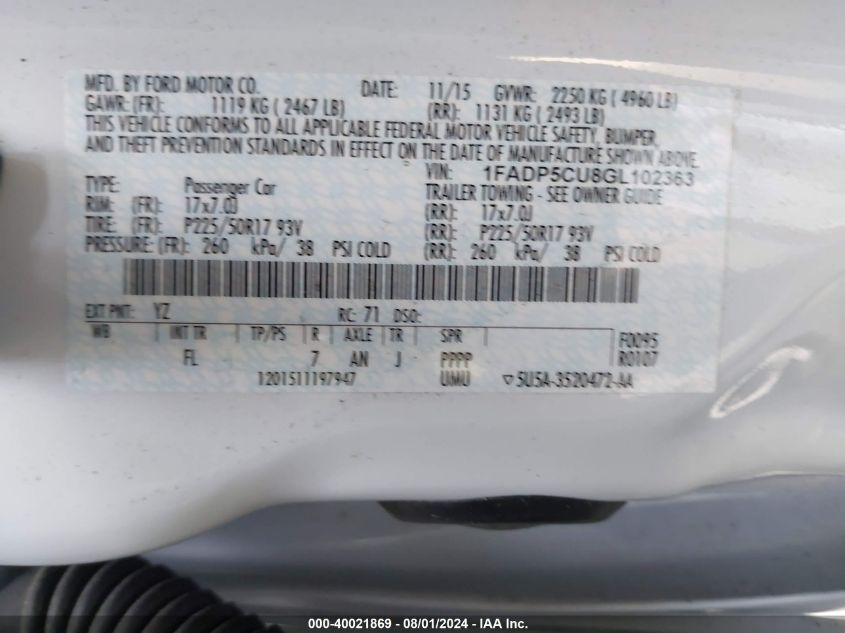 MFD. BY FORD MOTOR CO. DATE: 11/15 GVWR: 2250 KG ( 4960 LB)
GAWR: (FR): 1119 KG ( 2467 LB) (RR): 1131 KG ( 2493 LB)
THIS VEHICLE CONFORMS TO ALL APPLICABLE FEDERAL MOTOR VEHICLE SAFETY, BUMPER,
AND THEFT PREVENTION STANDARDS IN EFFECT ON THE DATE OF MANUFACTURE SHOWN ABOVE.
VIN: 1FADP5CU8GL102363
TYPE: Passenger Car TRAILER TOWING - SEE OWNER GUIDE
RIM: (FR): 17x7.0J (RR): 17x7.0J
TIRE: (FR): P225/50R17 93V (RR): P225/50R17 93V
PRESSURE: (FR): 260 kPa/ 38 PSI COLD (RR): 260 kPa/ 38 PSI COLD
EXT PNT: YZ RC: 71 DSO:
WB INT TR TP/PS R AXLE TR SPR F0095
FL 7 AN J PPPP R0107
1201511197947 UMU ▽5U5A-3520472-AA
000-40021869 - 08/01/2024 - IAA Inc.